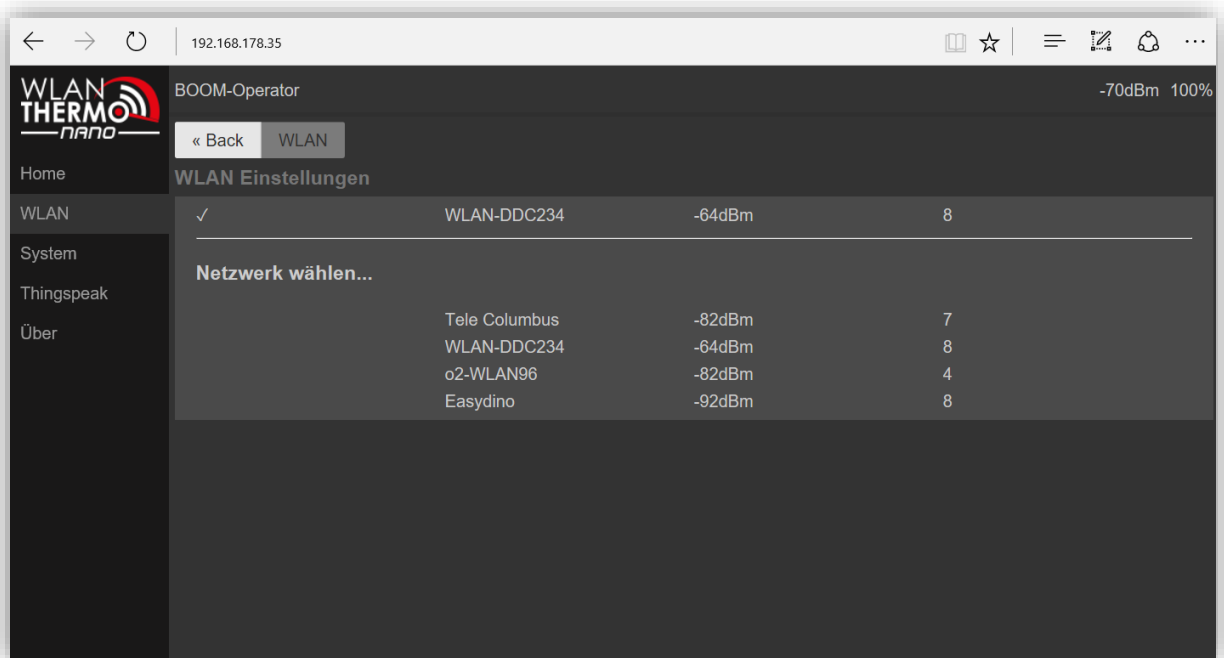 192.168.178.35
WLAN
THERMO
nano
BOOM-Operator -70dBm 100%
« Back WLAN
Home
WLAN
System
Thingspeak
Über
WLAN Einstellungen
✓ WLAN-DDC234 -64dBm 8
Netzwerk wählen...
Tele Columbus -82dBm 7
WLAN-DDC234 -64dBm 8
o2-WLAN96 -82dBm 4
Easydino -92dBm 8